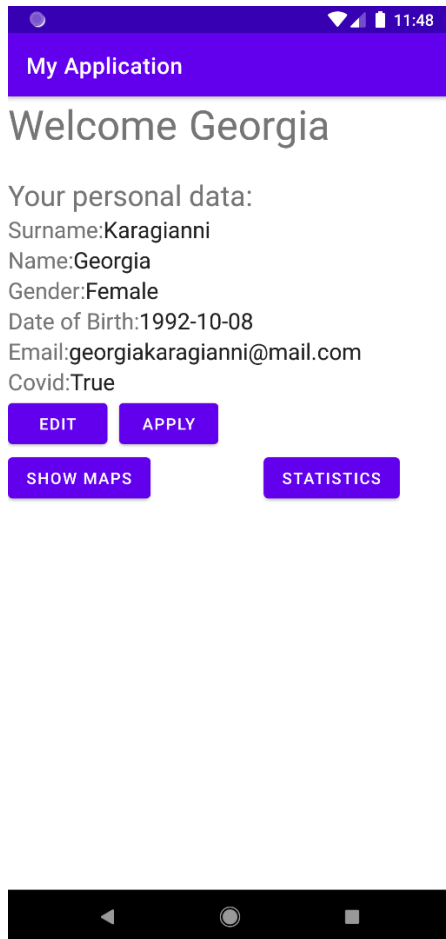 11:48
My Application
Welcome Georgia
Your personal data:
Surname:Karagianni
Name:Georgia
Gender:Female
Date of Birth:1992-10-08
Email:georgiakaragianni@mail.com
Covid:True
EDIT APPLY
SHOW MAPS STATISTICS